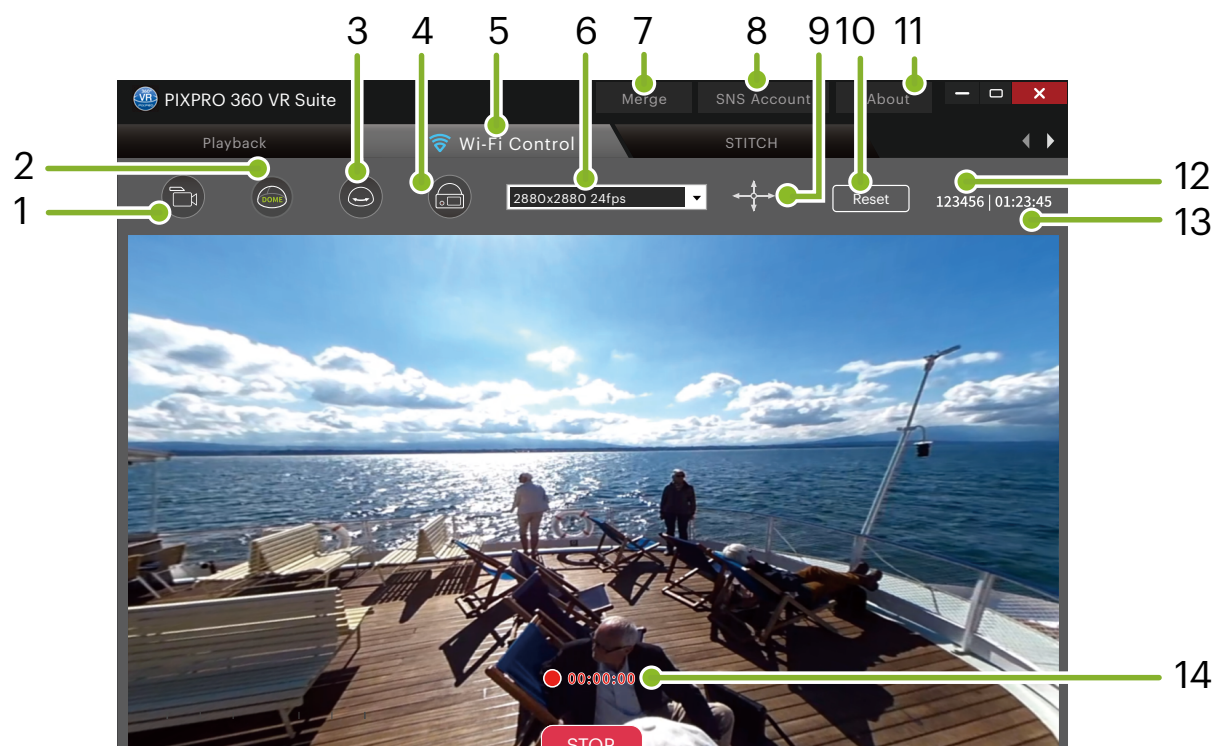 3 4 5 6 7 8 9 10 11
PIXPRO 360 VR Suite Merge SNS Account About
Playback Wi-Fi Control STITCH
2
1
DOME 2880x2880 24fps Reset 123456 | 01:23:45
12
13
00:00:00
14
STOP